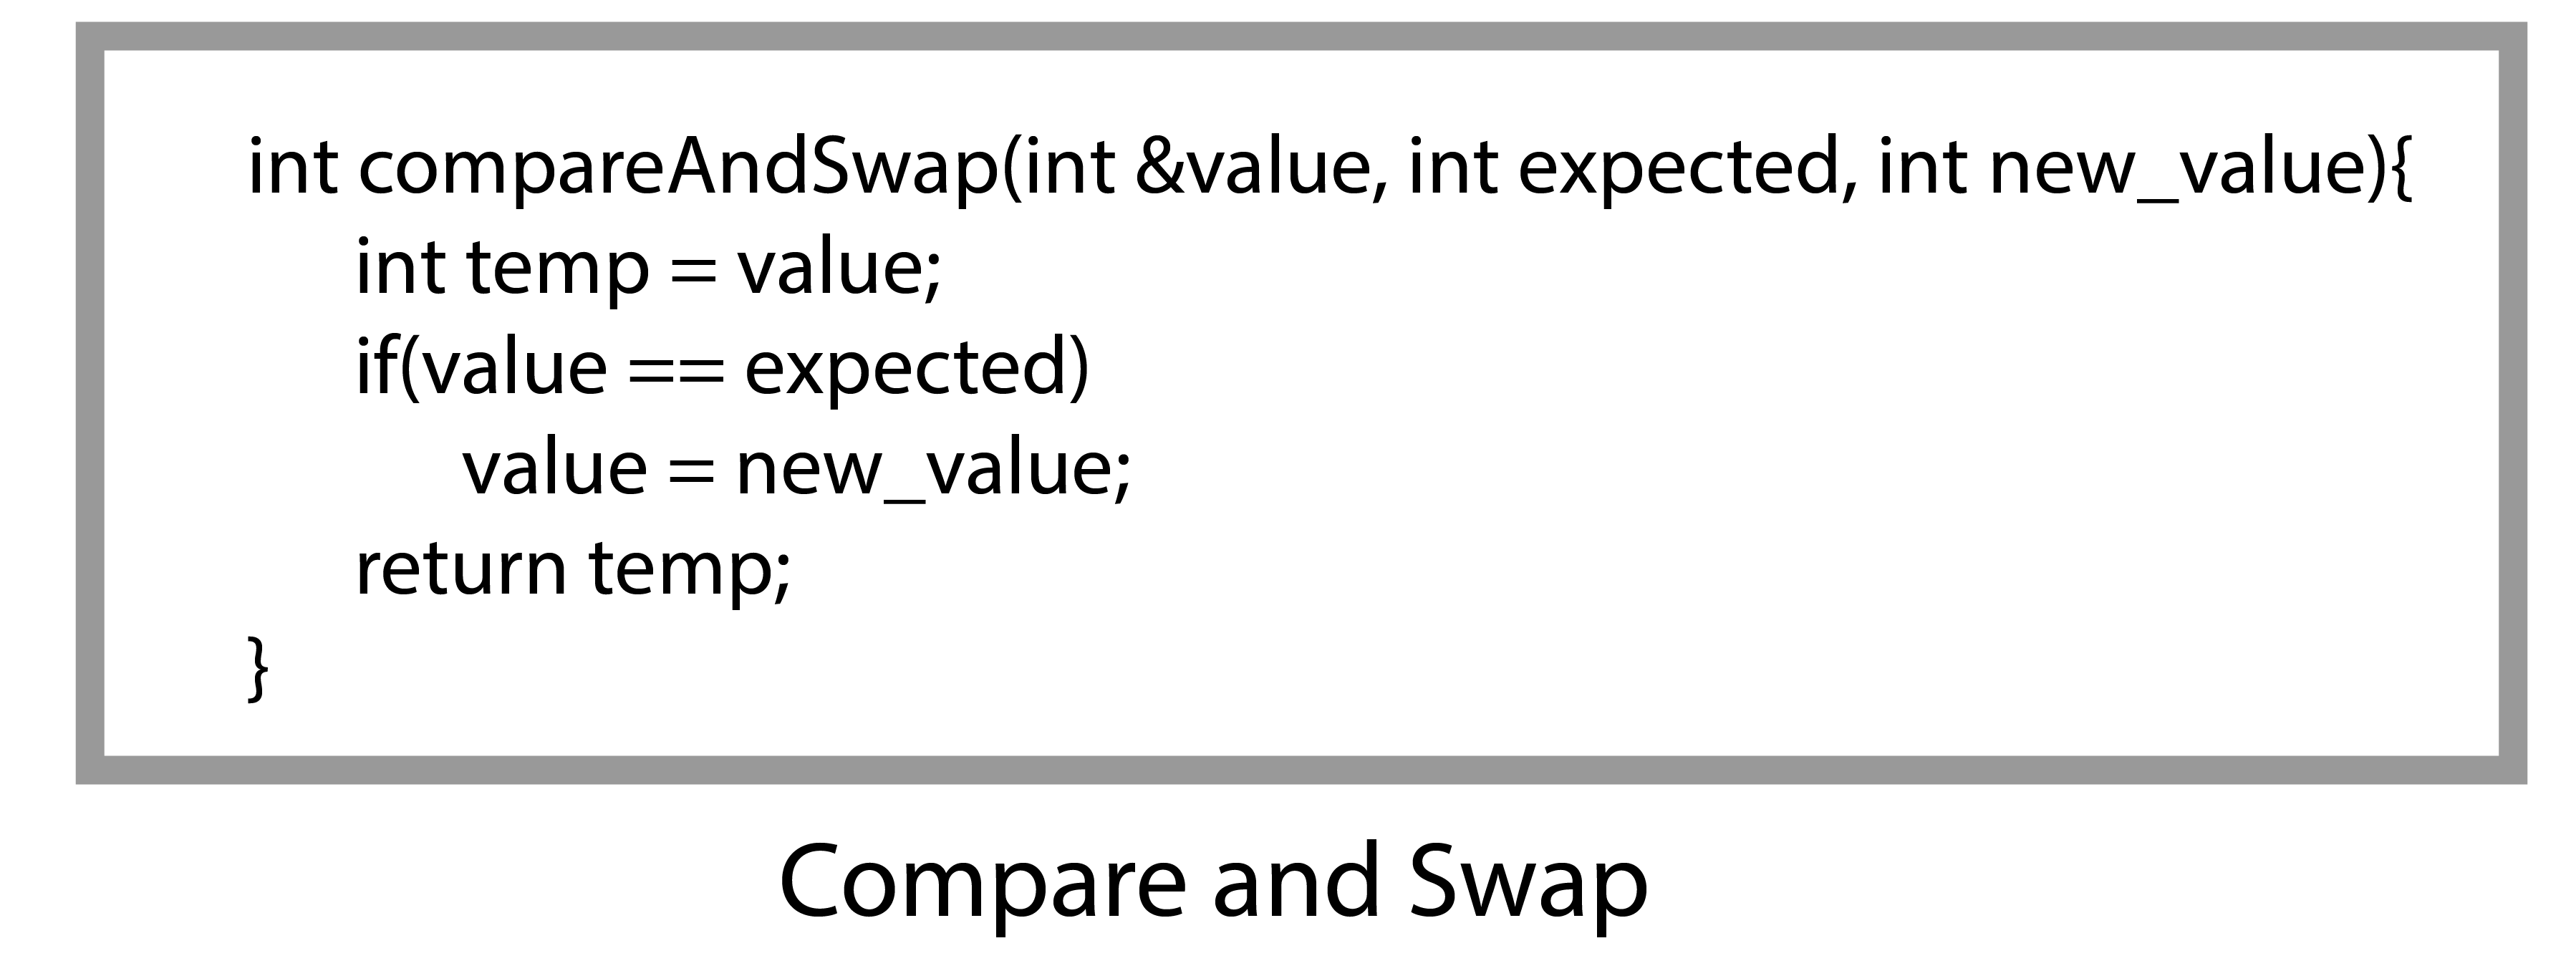 int compareAndSwap(int &value, int expected, int new_value){
int temp = value;
if(value == expected)
value = new_value;
return temp;
}
Compare and Swap